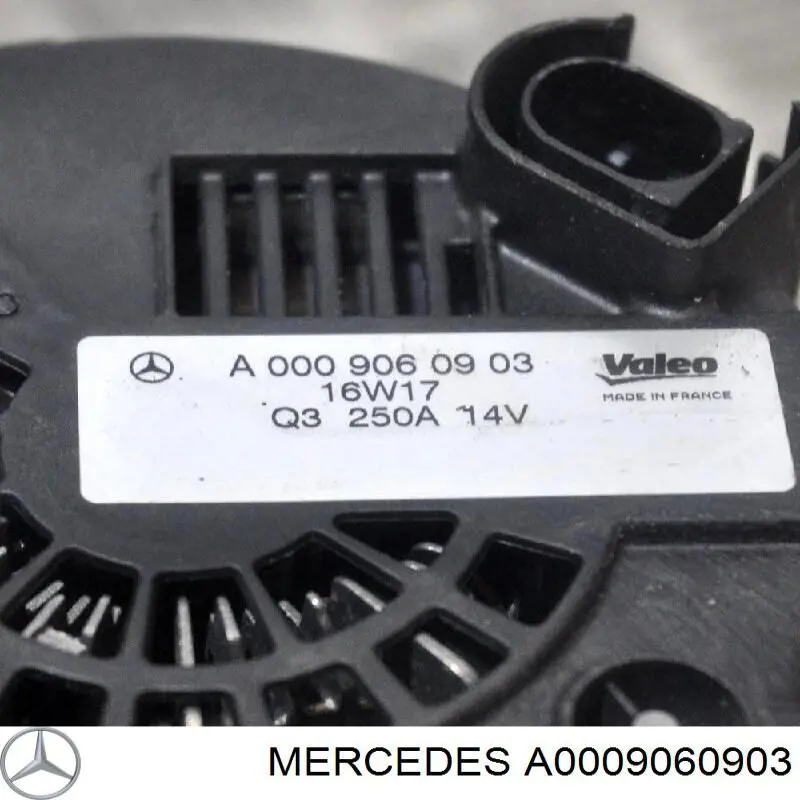 A 000 906 09 03
16W17
Q3 250A 14V
Valeo
MADE IN FRANCE
MERCEDES A0009060903